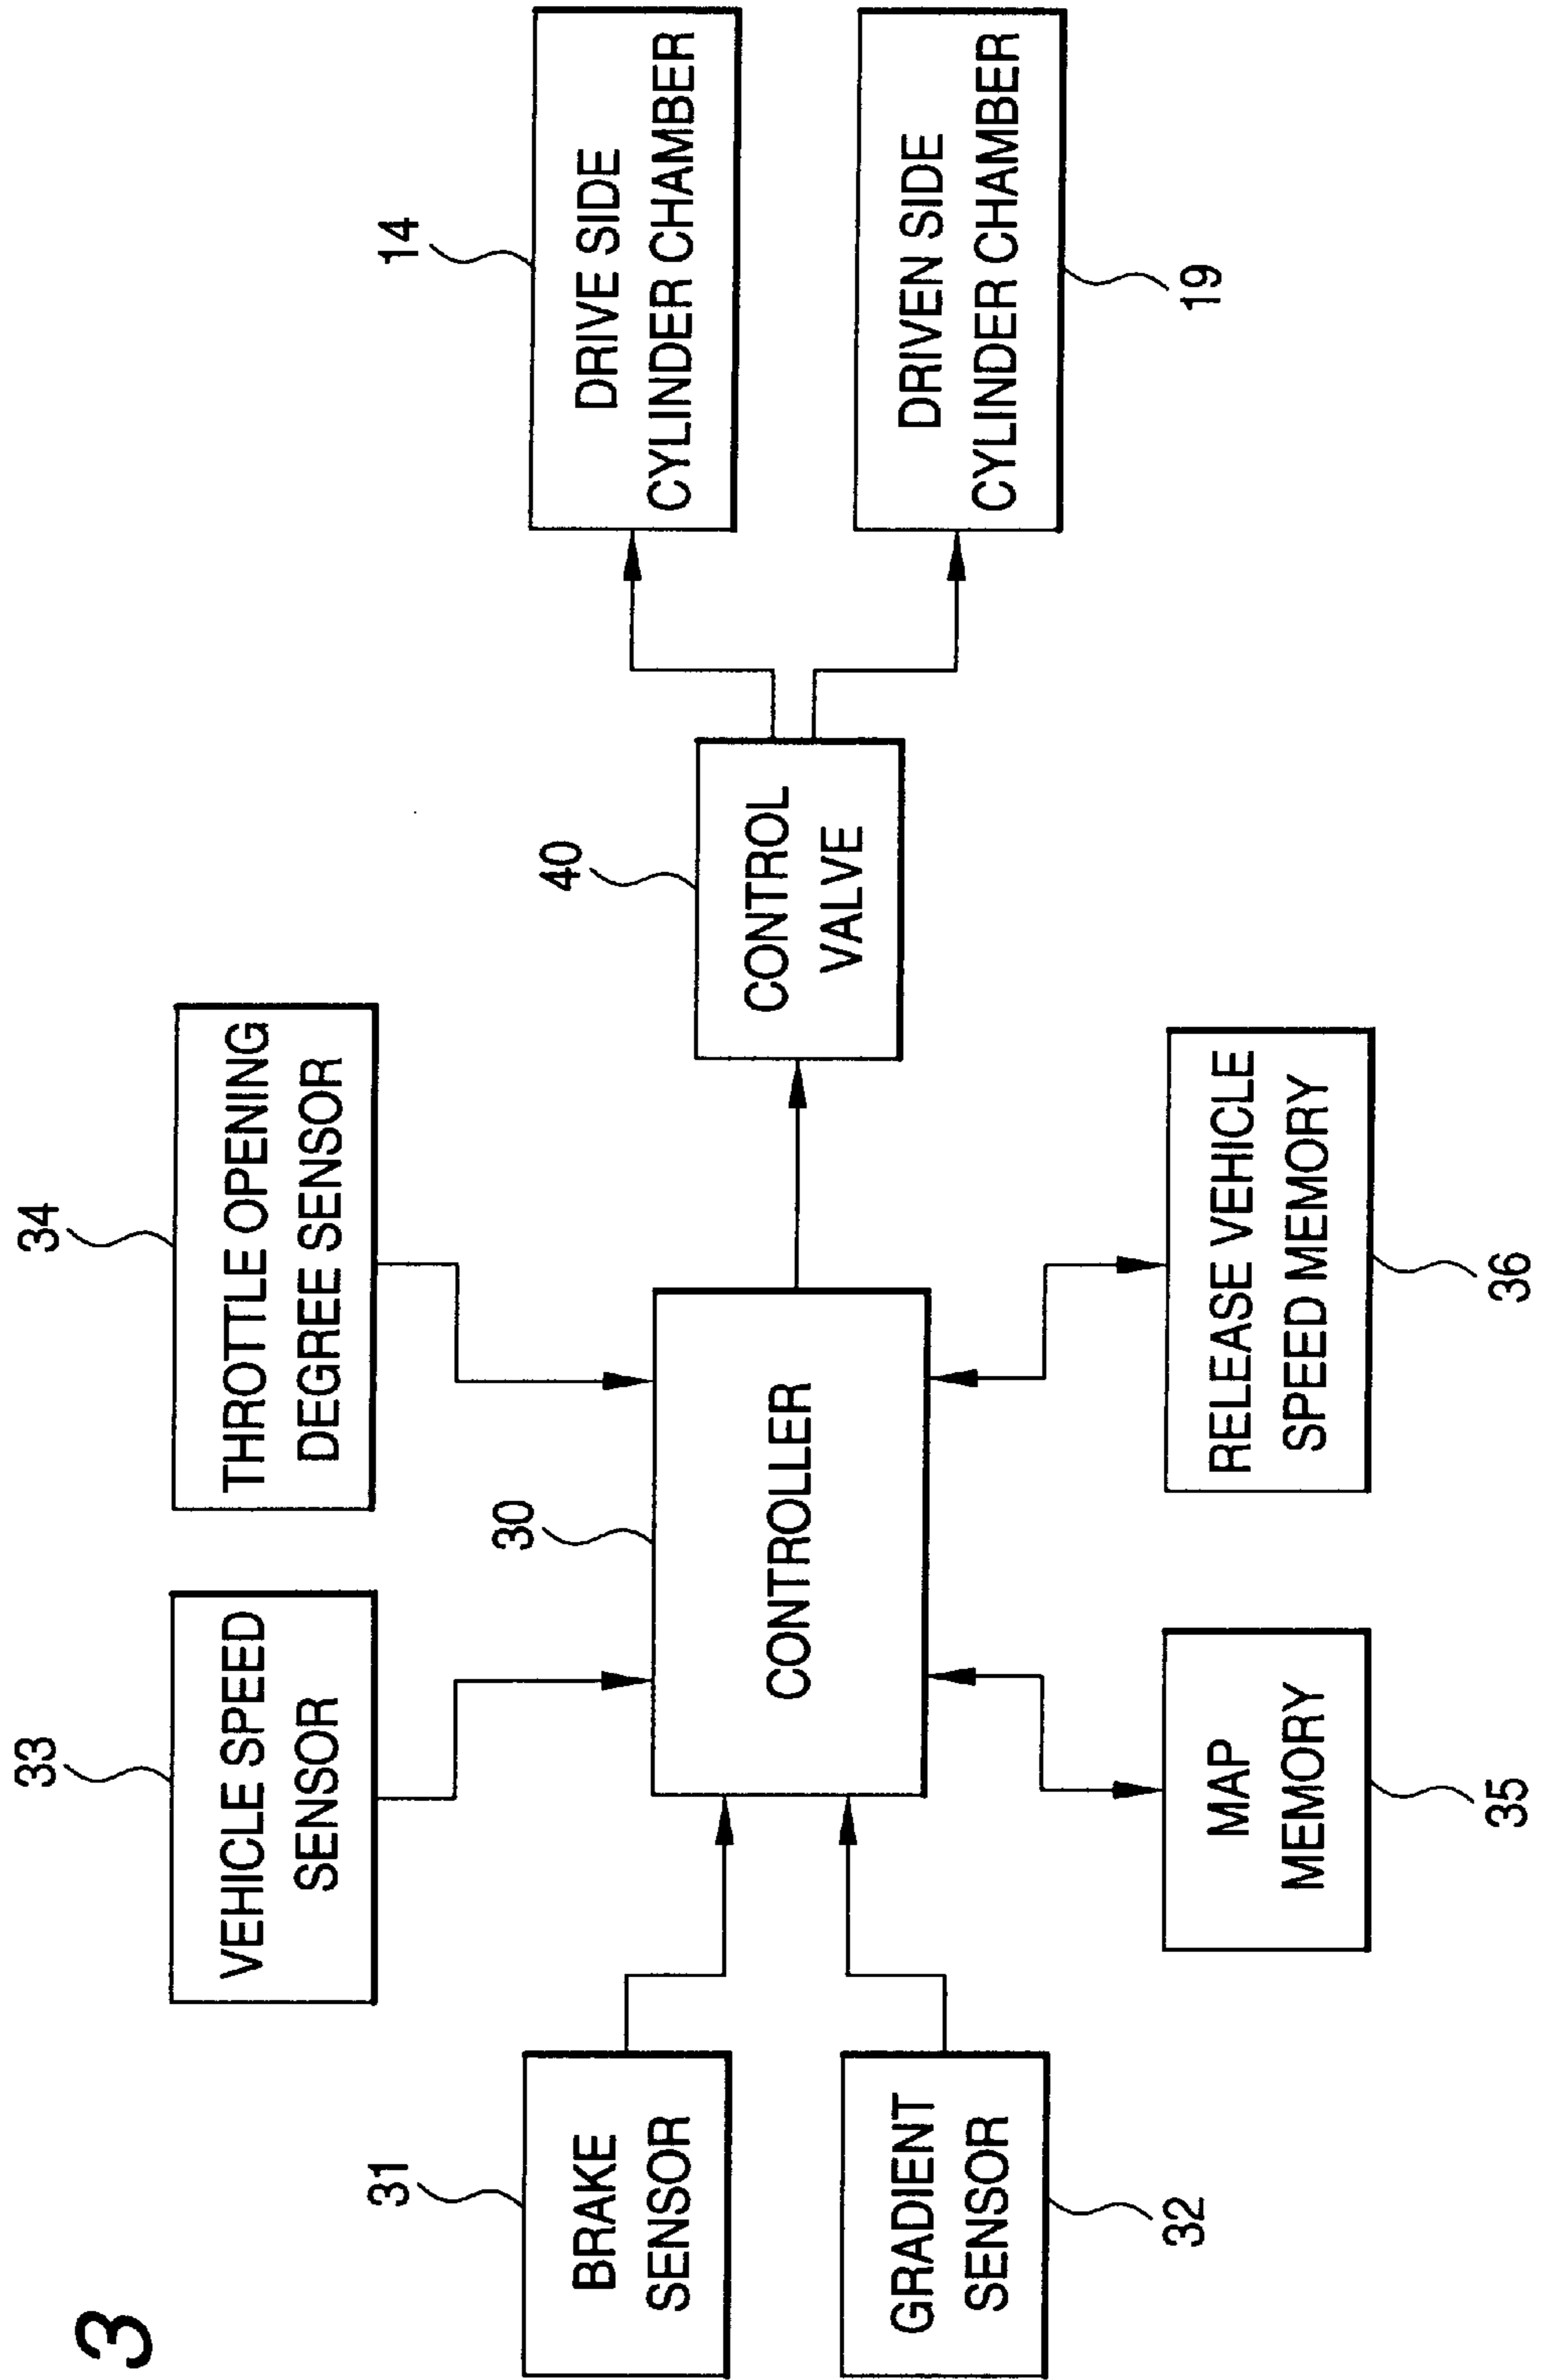 3
33
VEHICLE SPEED
SENSOR
34
THROTTLE OPENING
DEGREE SENSOR
31
BRAKE
SENSOR
30
CONTROLLER
40
CONTROL
VALVE
14
DRIVE SIDE
CYLINDER CHAMBER
GRADIENT
SENSOR
32
DRIVEN SIDE
CYLINDER CHAMBER
19
MAP
MEMORY
35
RELEASE VEHICLE
SPEED MEMORY
36